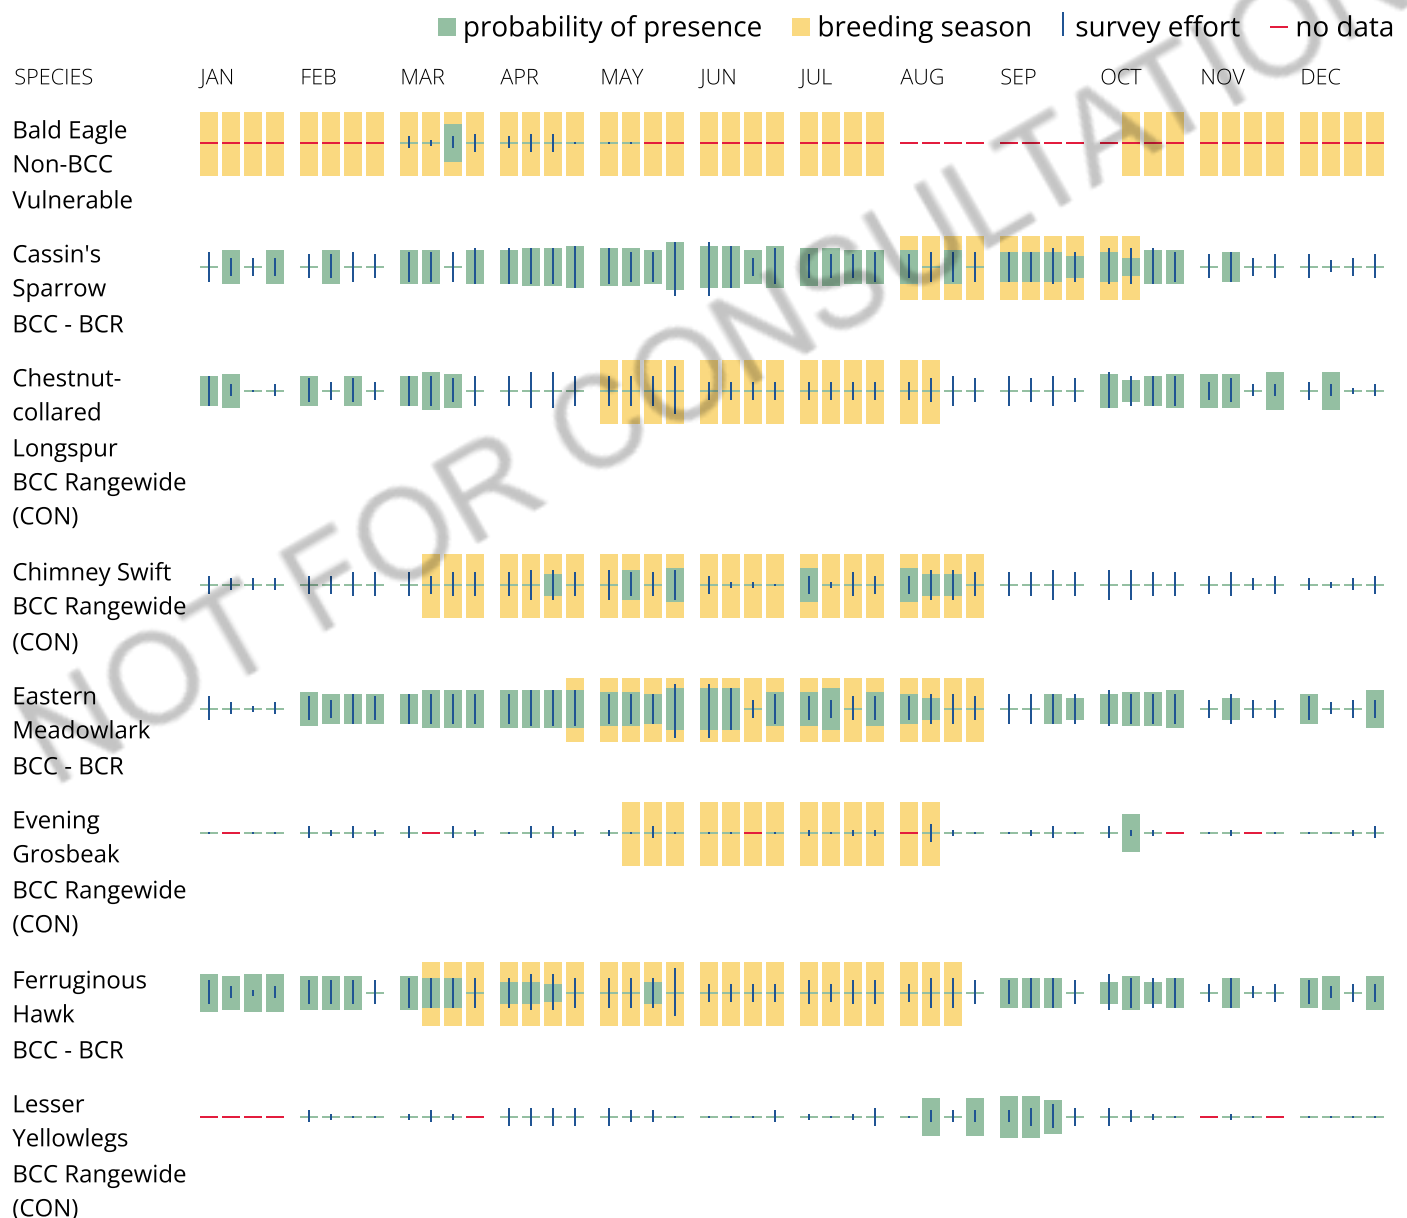 probability of presence breeding season survey effort no data
SPECIES JAN FEB MAR APR MAY JUN JUL AUG SEP OCT NOV DEC
Bald Eagle
Non-BCC
Vulnerable
Cassin's
Sparrow
BCC - BCR
Chestnut-
collared
Longspur
BCC Rangewide
(CON)
Chimney Swift
BCC Rangewide
(CON)
Eastern
Meadowlark
BCC - BCR
Evening
Grosbeak
BCC Rangewide
(CON)
Ferruginous
Hawk
BCC - BCR
Lesser
Yellowlegs
BCC Rangewide
(CON)
NOT FOR CONSULTATION